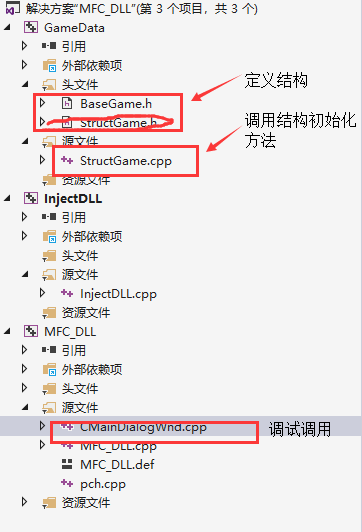 解决方案"MFC_DLL"(第 3 个项目，共 3 个)
GameData
引用
外部依赖项
头文件
BaseGame.h
定义结构
StructGame.h
调用结构初始化
方法
源文件
StructGame.cpp
资源文件
InjectDLL
引用
外部依赖项
头文件
源文件
InjectDLL.cpp
资源文件
MFC_DLL
引用
外部依赖项
头文件
源文件
CMainDialogWnd.cpp
调试调用
MFC_DLL.cpp
MFC_DLL.def
pch.cpp
资源文件